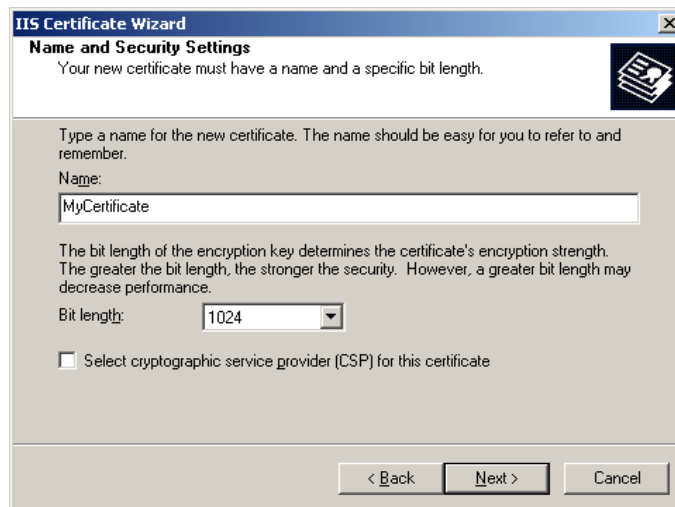 IIS Certificate Wizard
Name and Security Settings
Your new certificate must have a name and a specific bit length.
Type a name for the new certificate. The name should be easy for you to refer to and
remember.
Name:
MyCertificate
The bit length of the encryption key determines the certificate's encryption strength.
The greater the bit length, the stronger the security. However, a greater bit length may
decrease performance.
Bit length:
1024
Select cryptographic service provider (CSP) for this certificate
< Back
Next >
Cancel